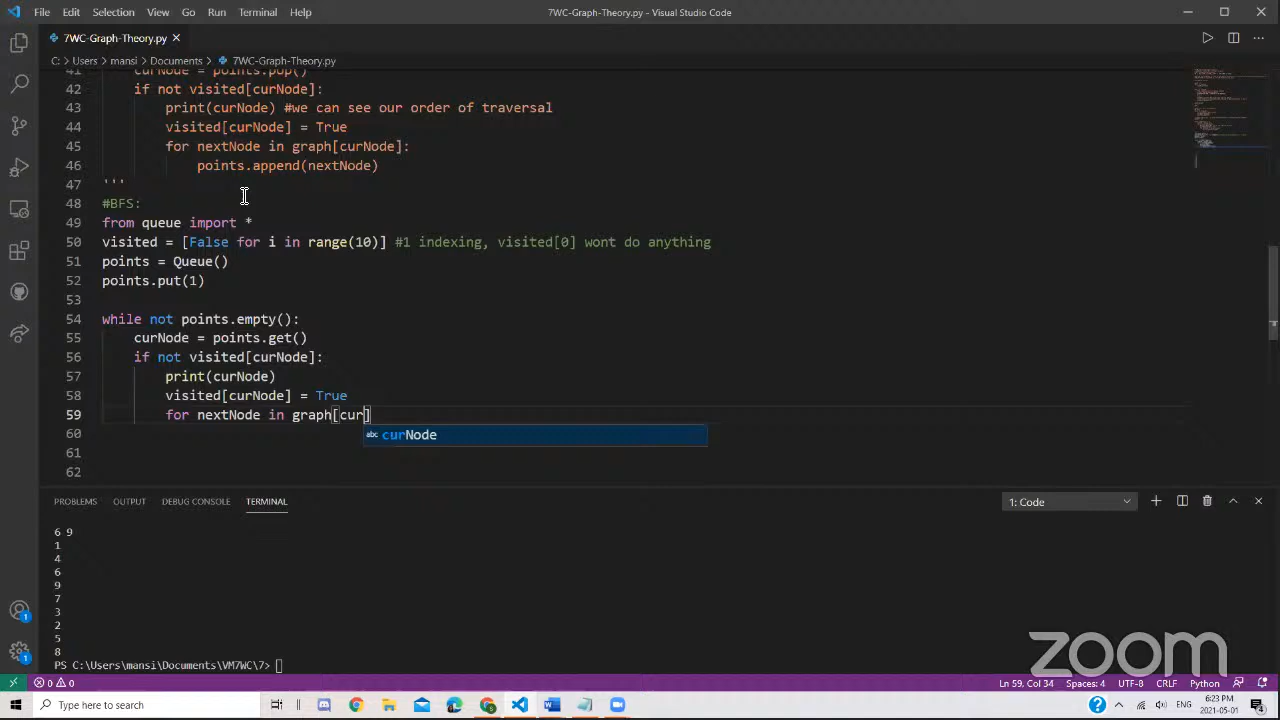 File Edit Selection View Go Run Terminal Help 7WC-Graph-Theory.py - Visual Studio Code
7WC-Graph-Theory.py
C: > Users > mansi > Documents > 7WC-Graph-Theory.py
41 curNode = points.pop()
42 if not visited[curNode]:
43 print(curNode) #we can see our order of traversal
44 visited[curNode] = True
45 for nextNode in graph[curNode]:
46 points.append(nextNode)
47 '''
48 #BFS:
49 from queue import *
50 visited = [False for i in range(10)] #1 indexing, visited[0] wont do anything
51 points = Queue()
52 points.put(1)
53
54 while not points.empty():
55 curNode = points.get()
56 if not visited[curNode]:
57 print(curNode)
58 visited[curNode] = True
59 for nextNode in graph[cur]
60 abc curNode
61
62
PROBLEMS OUTPUT DEBUG CONSOLE TERMINAL 1: Code
6 9
1
4
6
9
7
3
2
5
8
PS C:\Users\mansi\Documents\VM7WC\7>
zoom
0 0 Ln 59, Col 34 Spaces: 4 UTF-8 CRLF Python
Type here to search ENG 6:23 PM
2021-05-01